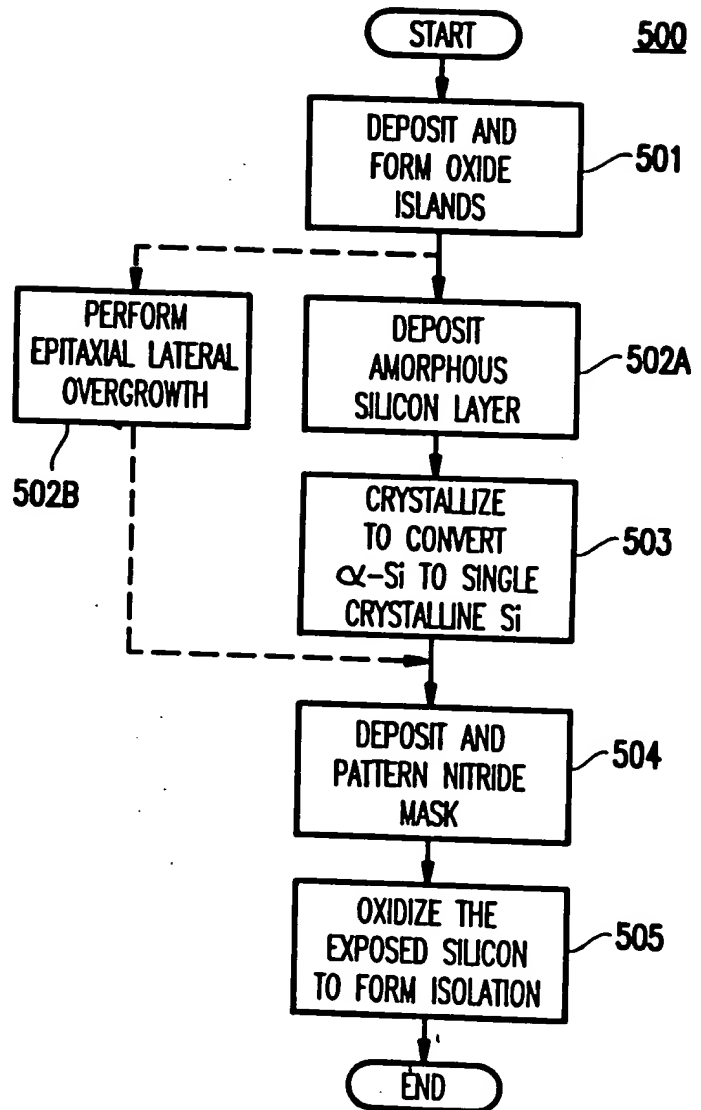 START
500
DEPOSIT AND
FORM OXIDE
ISLANDS
501
PERFORM
EPITAXIAL LATERAL
OVERGROWTH
502B
DEPOSIT
AMORPHOUS
SILICON LAYER
502A
CRYSTALLIZE
TO CONVERT
α-Si TO SINGLE
CRYSTALLINE Si
503
DEPOSIT AND
PATTERN NITRIDE
MASK
504
OXIDIZE THE
EXPOSED SILICON
TO FORM ISOLATION
505
END